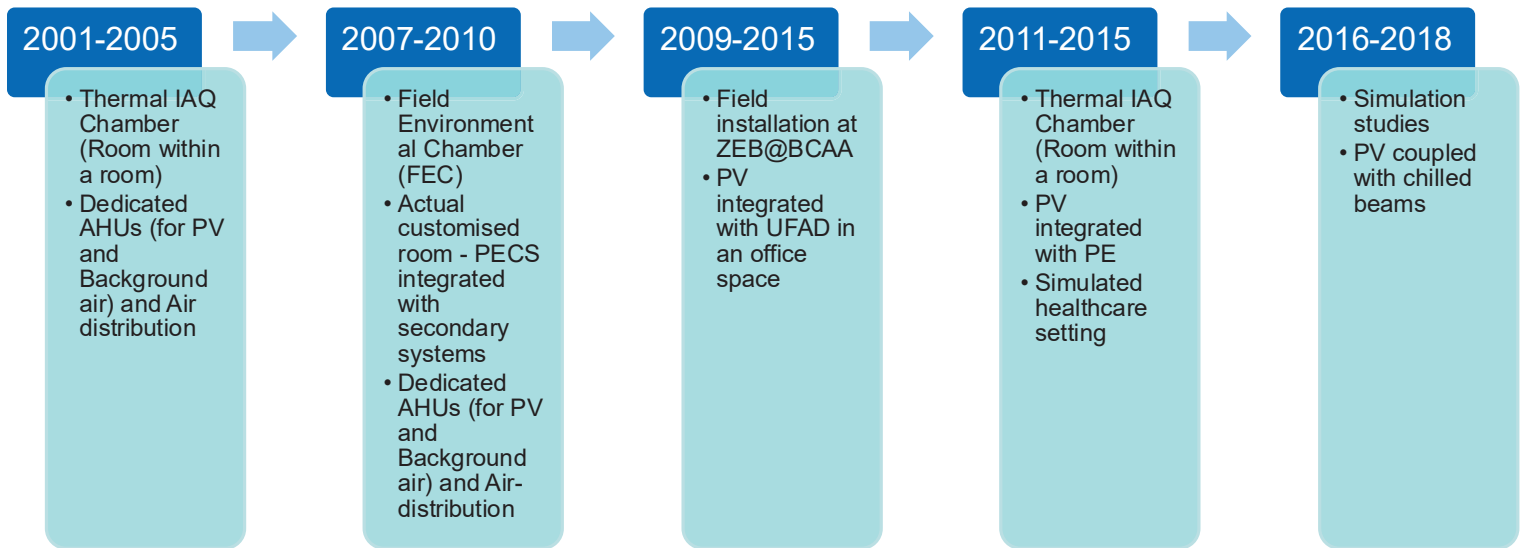 2001-2005
• Thermal IAQ
Chamber
(Room within
a room)
• Dedicated
AHUs (for PV
and
Background
air) and Air
distribution
2007-2010
• Field
Environment
al Chamber
(FEC)
• Actual
customised
room - PECS
integrated
with
secondary
systems
• Dedicated
AHUs (for PV
and
Background
air) and Air-
distribution
2009-2015
• Field
installation at
ZEB@BCAA
• PV
integrated
with UFAD in
an office
space
2011-2015
• Thermal IAQ
Chamber
(Room within
a room)
• PV
integrated
with PE
• Simulated
healthcare
setting
2016-2018
• Simulation
studies
• PV coupled
with chilled
beams